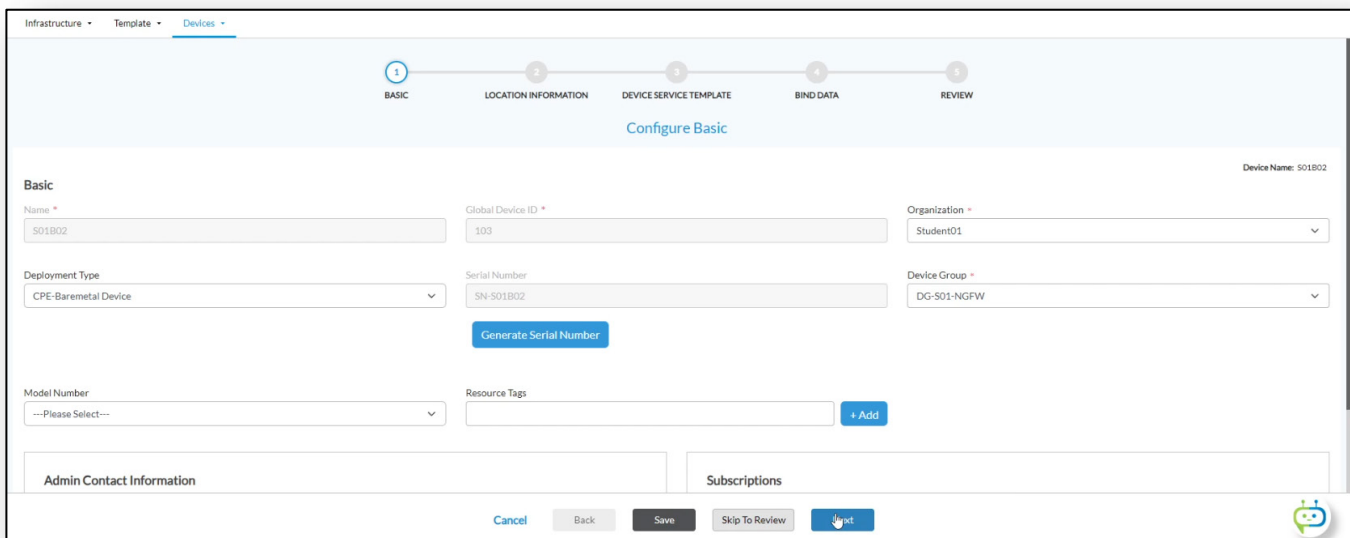 Infrastructure Template Devices
1 2 3 4 5
BASIC LOCATION INFORMATION DEVICE SERVICE TEMPLATE BIND DATA REVIEW
Configure Basic
Device Name: S01B02
Basic
Name * Global Device ID * Organization *
S01B02 103 Student01
Deployment Type Serial Number Device Group *
CPE-Baremetal Device SN-S01B02 DG-S01-NGFW
Generate Serial Number
Model Number Resource Tags
---Please Select--- + Add
Admin Contact Information Subscriptions
Cancel Back Save Skip To Review